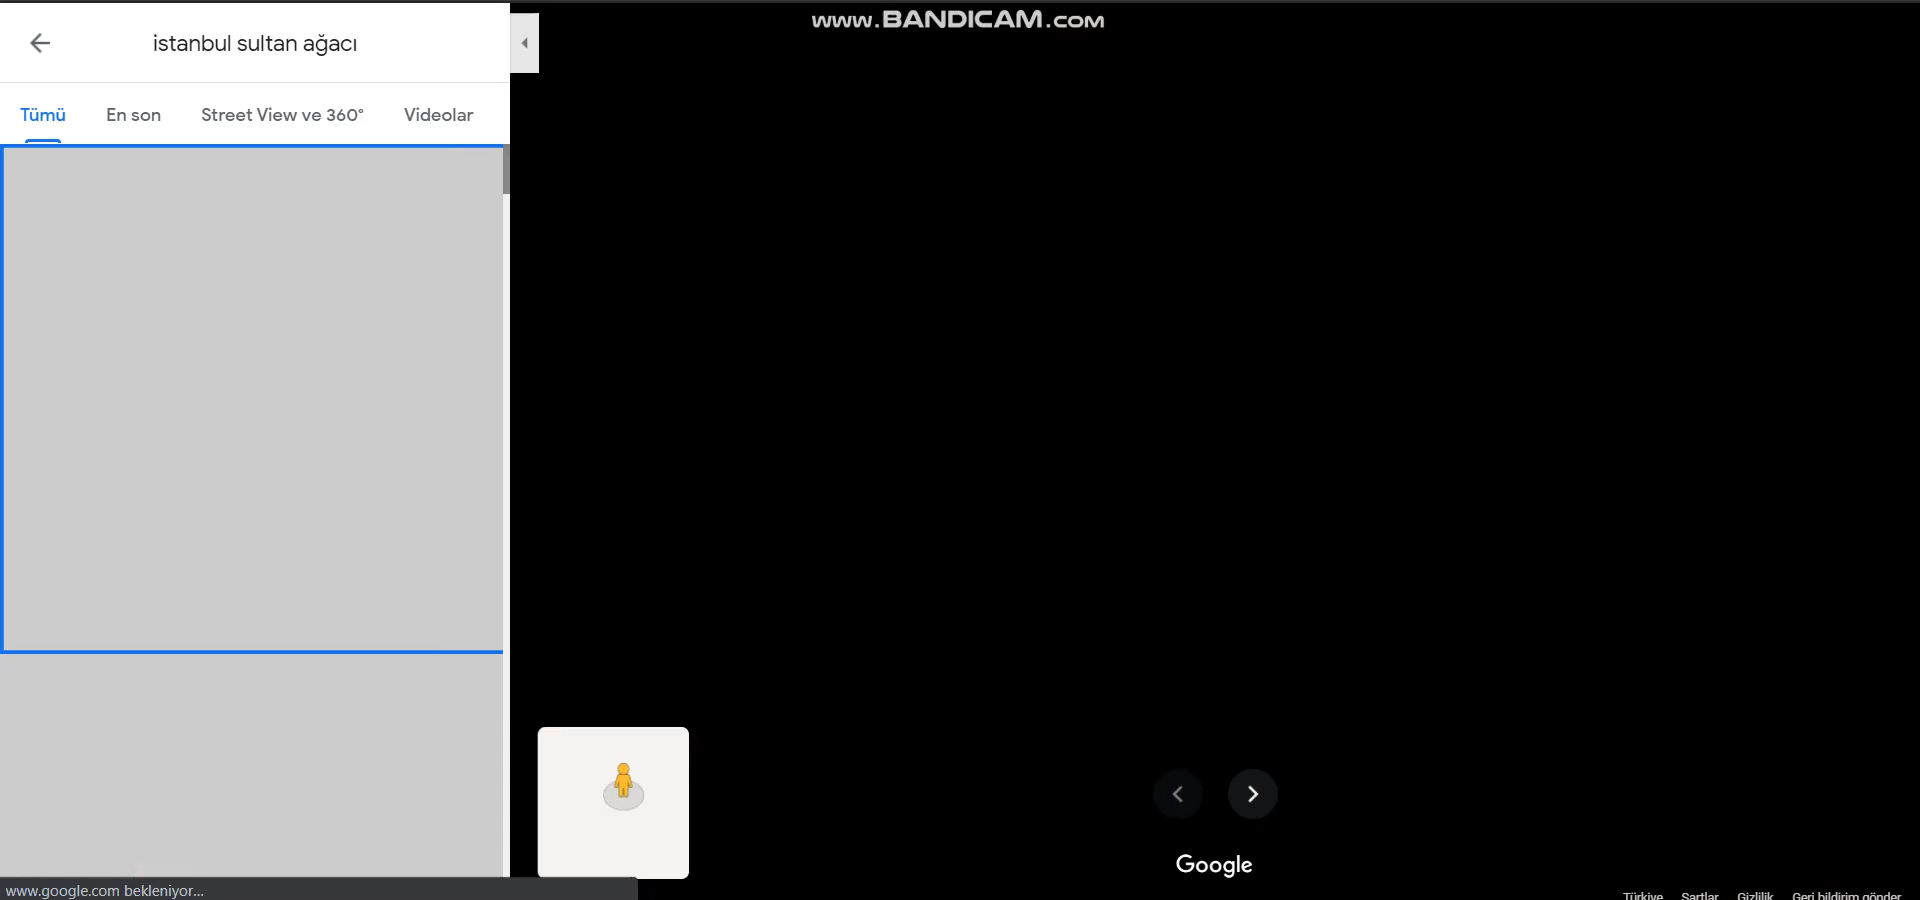 www.BANDICAM.com
istanbul sultan ağacı
Tümü En son Street View ve 360° Videolar
Google
www.google.com bekleniyor...
Türkiye Şartlar Gizlilik Geri bildirim gönder